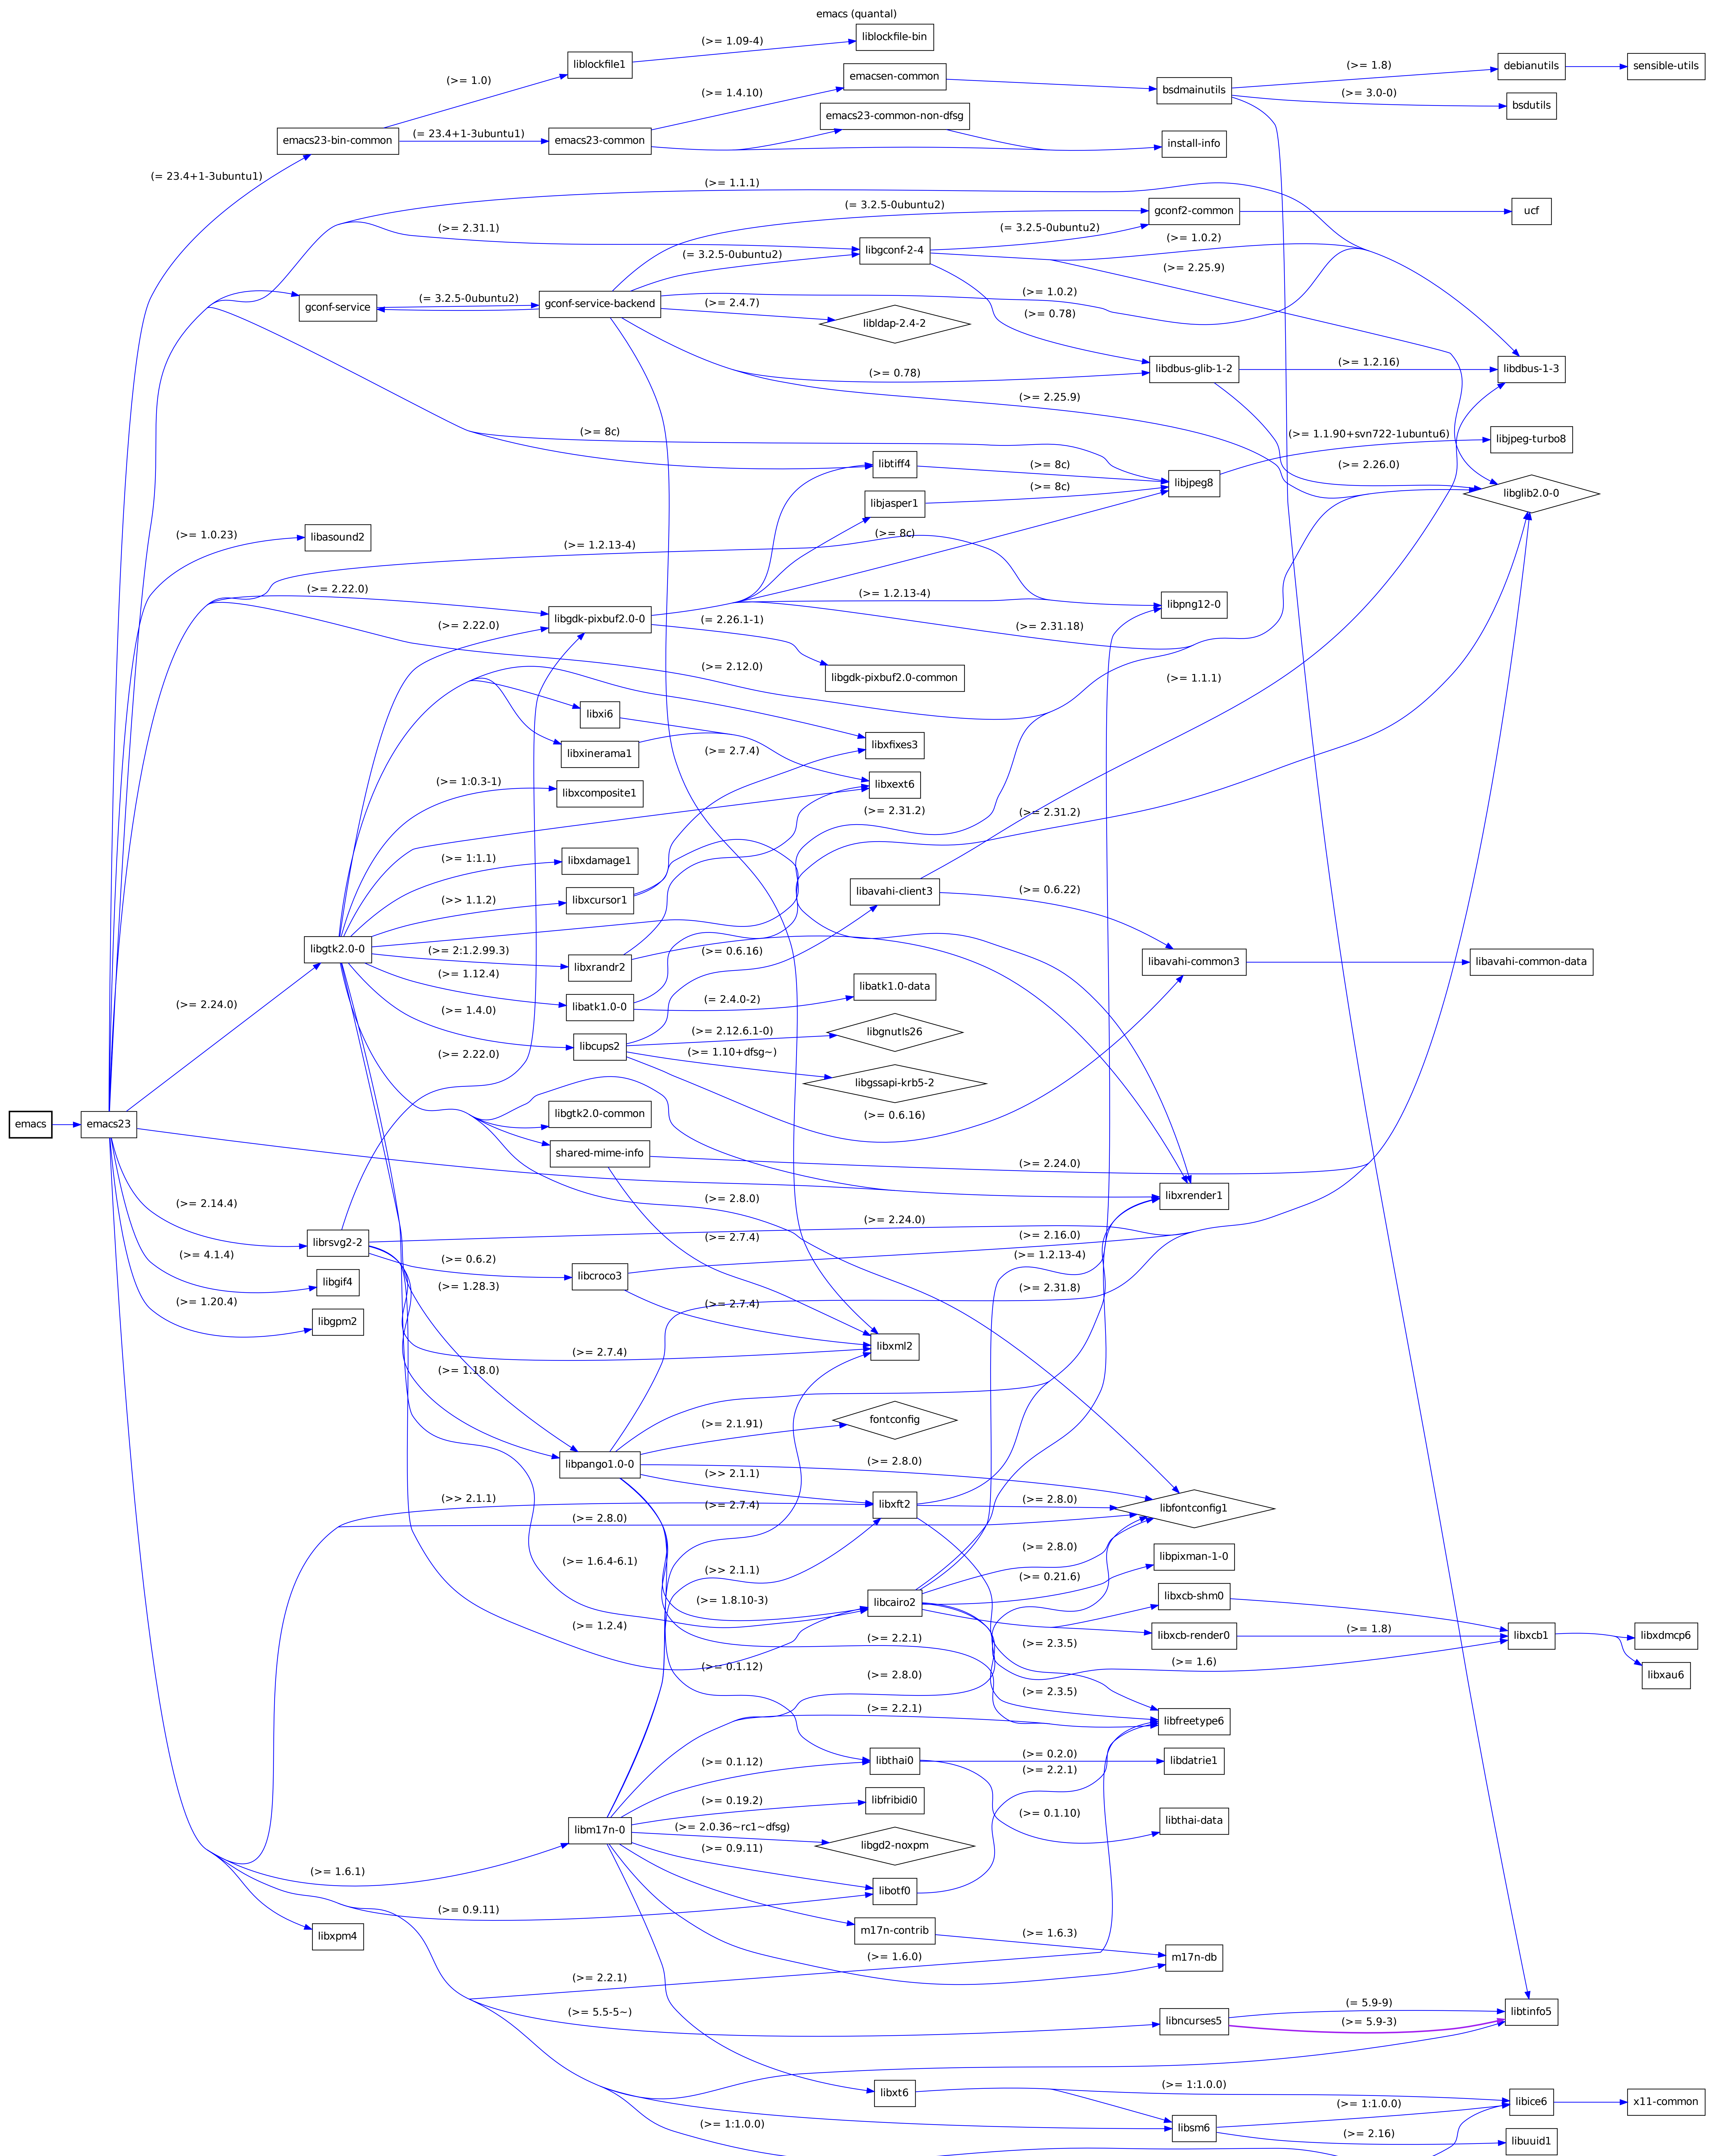 emacs (quantal)
liblockfile-bin
(>= 1.09-4)
liblockfile1
debianutils
(>= 1.8)
sensible-utils
emacsen-common
(>= 1.0)
bsdmainutils
(>= 1.4.10)
(>= 3.0-0)
bsdutils
emacs23-common-non-dfsg
(= 23.4+1-3ubuntu1)
emacs23-bin-common
emacs23-common
install-info
(= 23.4+1-3ubuntu1)
(>= 1.1.1)
(= 3.2.5-0ubuntu2)
gconf2-common
ucf
(>= 2.31.1)
(= 3.2.5-0ubuntu2)
(>= 1.0.2)
libgconf-2-4
(= 3.2.5-0ubuntu2)
(>= 2.25.9)
(>= 1.0.2)
(= 3.2.5-0ubuntu2)
gconf-service
gconf-service-backend
(>= 2.4.7)
(>= 0.78)
libldap-2.4-2
(>= 1.2.16)
libdbus-glib-1-2
libdbus-1-3
(>= 0.78)
(>= 2.25.9)
(>= 8c)
(>= 1.1.90+svn722-1ubuntu6)
libjpeg-turbo8
libtiff4
(>= 8c)
(>= 2.26.0)
libjpeg8
(>= 8c)
libglib2.0-0
libjasper1
(>= 1.0.23)
libasound2
(>= 8c)
(>= 1.2.13-4)
(>= 2.22.0)
(>= 1.2.13-4)
libpng12-0
libgdk-pixbuf2.0-0
(= 2.26.1-1)
(>= 2.22.0)
(>= 2.31.18)
(>= 2.12.0)
libgdk-pixbuf2.0-common
(>= 1.1.1)
libxi6
libxfixes3
libxinerama1
(>= 2.7.4)
(>= 1:0.3-1)
libxcomposite1
libxext6
(>= 2.31.2)
(>= 2.31.2)
(>= 1:1.1)
libxdamage1
(>> 1.1.2)
libxcursor1
libavahi-client3
(>= 0.6.22)
libgtk2.0-0
(>= 2:1.2.99.3)
(>= 0.6.16)
libxrandr2
libavahi-common3
libavahi-common-data
(>= 1.12.4)
libatk1.0-data
(>= 2.24.0)
libatk1.0-0
(= 2.4.0-2)
(>= 1.4.0)
(>= 2.12.6.1-0)
libgnutls26
libcups2
(>= 2.22.0)
(>= 1.10+dfsg~)
libgssapi-krb5-2
libgtk2.0-common
(>= 0.6.16)
emacs
emacs23
shared-mime-info
(>= 2.24.0)
(>= 2.14.4)
(>= 2.8.0)
libxrender1
(>= 2.24.0)
(>= 2.7.4)
(>= 2.16.0)
librsvg2-2
(>= 4.1.4)
(>= 0.6.2)
(>= 1.2.13-4)
libcroco3
libgif4
(>= 1.28.3)
(>= 2.31.8)
(>= 1.20.4)
(>= 2.7.4)
libgpm2
(>= 2.7.4)
libxml2
(>= 1.18.0)
(>= 2.1.91)
fontconfig
libpango1.0-0
(>= 2.8.0)
(>> 2.1.1)
(>> 2.1.1)
(>= 2.7.4)
libxft2
(>= 2.8.0)
libfontconfig1
(>= 2.8.0)
(>= 1.6.4-6.1)
(>> 2.1.1)
(>= 2.8.0)
libpixman-1-0
(>= 0.21.6)
(>= 1.8.10-3)
libcairo2
libxcb-shm0
(>= 1.2.4)
(>= 2.2.1)
(>= 2.3.5)
(>= 1.8)
libxcb-render0
libxcb1
libxdmcp6
(>= 0.1.12)
(>= 2.8.0)
(>= 1.6)
libxau6
(>= 2.3.5)
(>= 2.2.1)
libfreetype6
(>= 0.1.12)
libthai0
(>= 0.2.0)
libdatrie1
(>= 2.2.1)
(>= 0.19.2)
libfribidi0
(>= 0.1.10)
libthai-data
libm17n-0
(>= 2.0.36~rc1~dfsg)
libgd2-noxpm
(>= 0.9.11)
(>= 1.6.1)
libotf0
(>= 0.9.11)
m17n-contrib
(>= 1.6.3)
libxpm4
(>= 1.6.0)
m17n-db
(>= 2.2.1)
(>= 5.5-5~)
(= 5.9-9)
libtinfo5
libncurses5
(>= 5.9-3)
(>= 1:1.0.0)
libxt6
libice6
x11-common
(>= 1:1.0.0)
libsm6
(>= 1:1.0.0)
(>= 2.16)
libuuid1